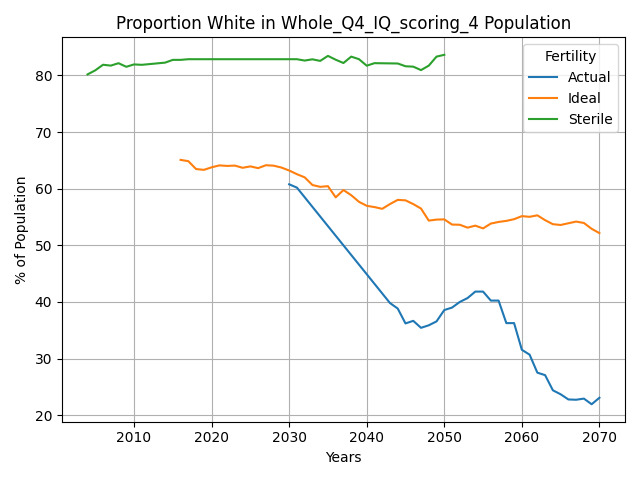 Proportion White in Whole_Q4_IQ_scoring_4 Population
Fertility
Actual
Ideal
Sterile
% of Population
80
70
60
50
40
30
20
2010 2020 2030 2040 2050 2060 2070
Years